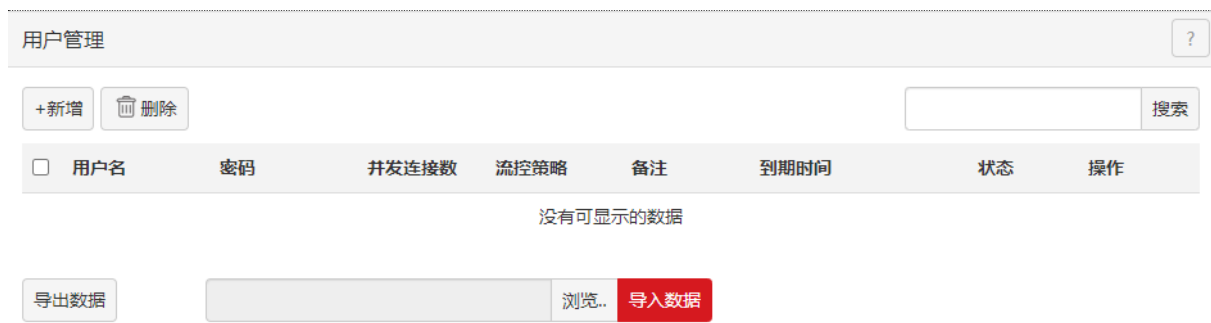 用户管理 ?
+新增 删除 搜索
用户名 密码 并发连接数 流控策略 备注 到期时间 状态 操作
没有可显示的数据
导出数据 浏览.. 导入数据